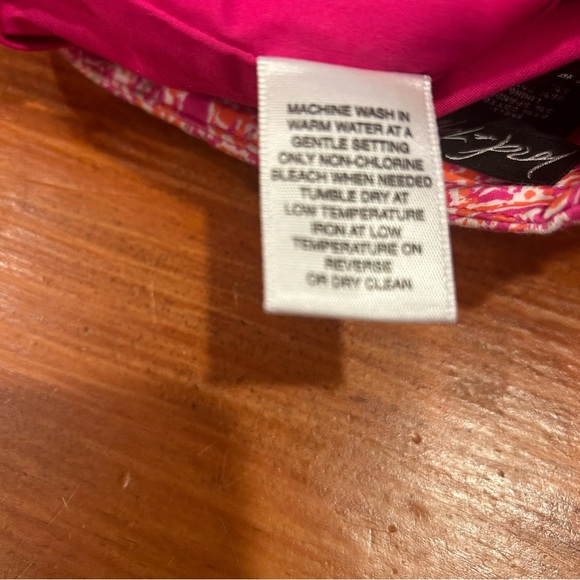 MACHINE WASH IN
WARM WATER AT A
GENTLE SETTING
ONLY NON-CHLORINE
BLEACH WHEN NEEDED
TUMBLE DRY AT
LOW TEMPERATURE
IRON AT LOW
TEMPERATURE ON
REVERSE
OR DRY CLEAN